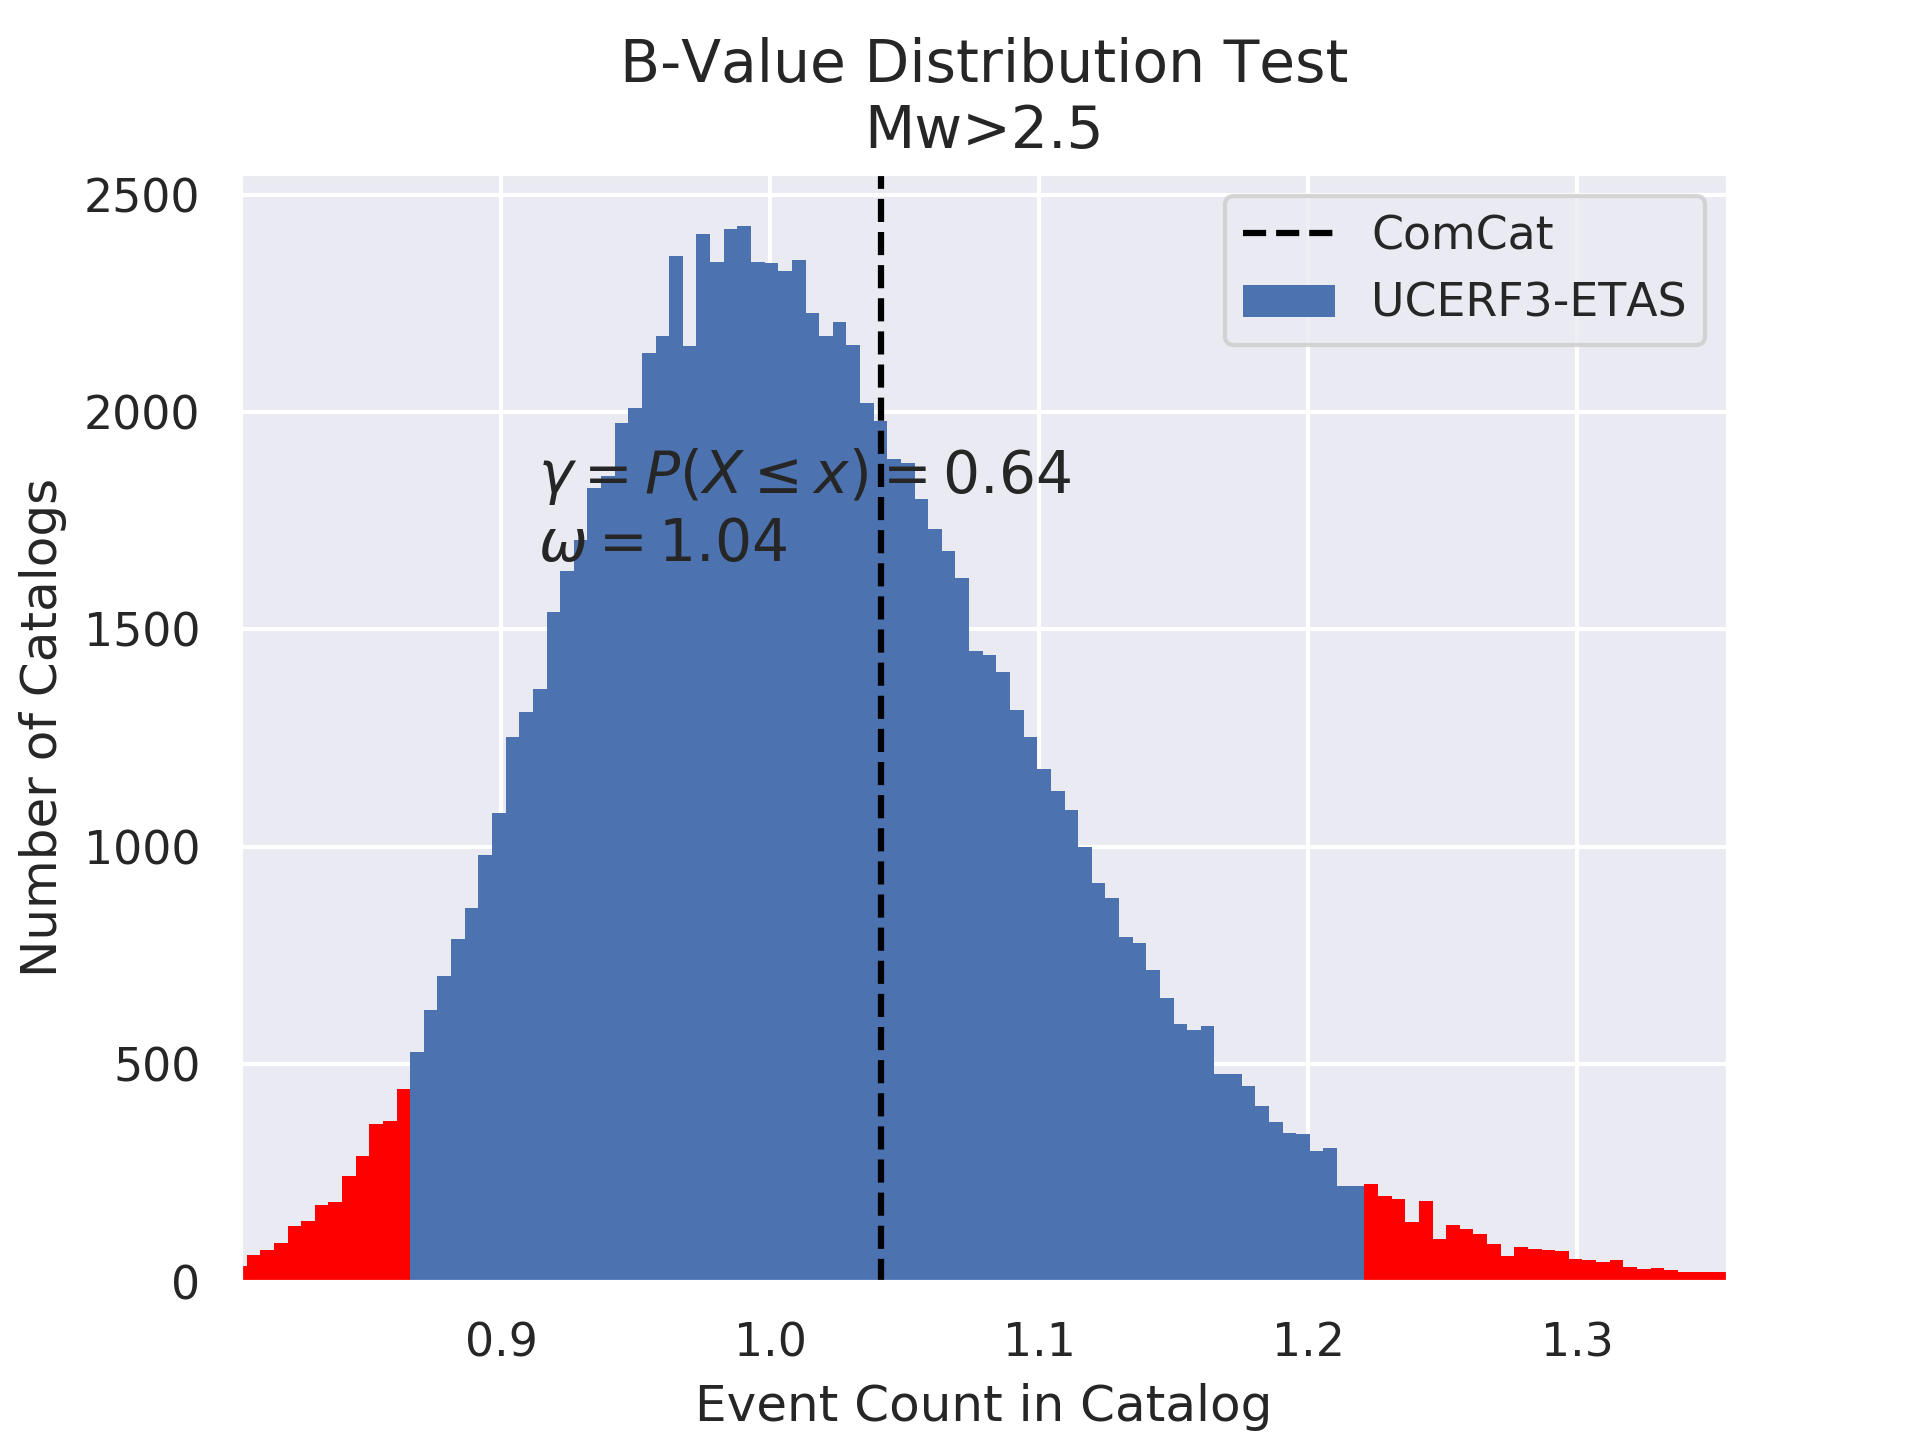 B-Value Distribution Test
Mw>2.5
2500
2000
1500
1000
500
0
Number of Catalogs
ComCat
UCERF3-ETAS
γ = P(X ≤ x) = 0.64
ω = 1.04
0.9 1.0 1.1 1.2 1.3
Event Count in Catalog